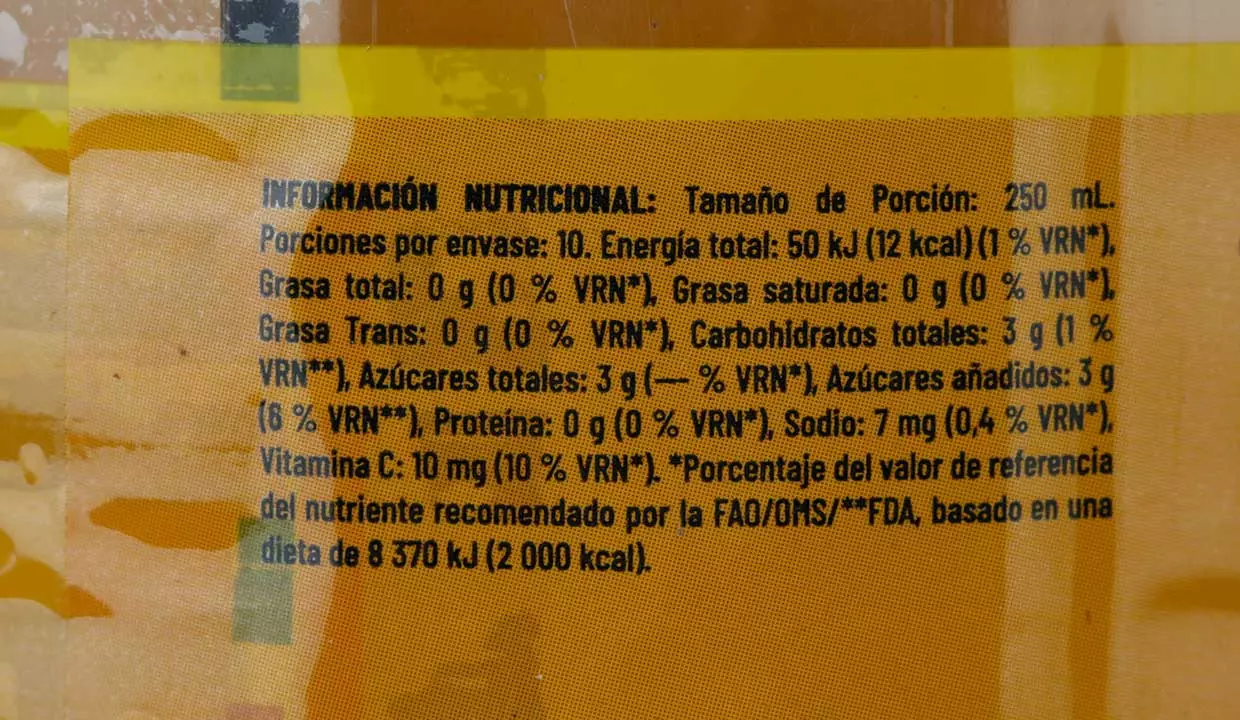 INFORMACIÓN NUTRICIONAL: Tamaño de Porción: 250 mL.
Porciones por envase: 10. Energía total: 50 kJ (12 kcal) (1 % VRN*),
Grasa total: 0 g (0 % VRN*), Grasa saturada: 0 g (0 % VRN*),
Grasa Trans: 0 g (0 % VRN*), Carbohidratos totales: 3 g (1 %
VRN**), Azúcares totales: 3 g (— % VRN*), Azúcares añadidos: 3 g
(6 % VRN**), Proteína: 0 g (0 % VRN*), Sodio: 7 mg (0,4 % VRN*),
Vitamina C: 10 mg (10 % VRN*). *Porcentaje del valor de referencia
del nutriente recomendado por la FAO/OMS/**FDA, basado en una
dieta de 8 370 kJ (2 000 kcal).